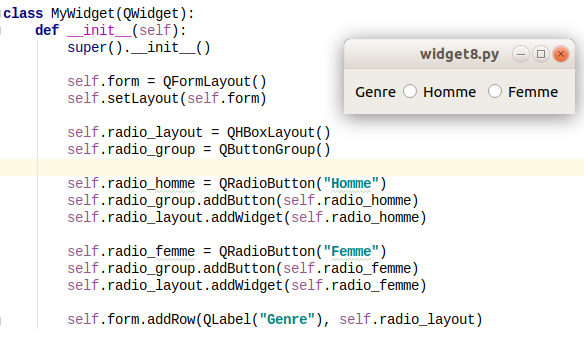 class MyWidget(QWidget):
    def __init__(self):
        super().__init__()

        self.form = QFormLayout()
        self.setLayout(self.form)

        self.radio_layout = QHBoxLayout()
        self.radio_group = QButtonGroup()

        self.radio_homme = QRadioButton("Homme")
        self.radio_group.addButton(self.radio_homme)
        self.radio_layout.addWidget(self.radio_homme)

        self.radio_femme = QRadioButton("Femme")
        self.radio_group.addButton(self.radio_femme)
        self.radio_layout.addWidget(self.radio_femme)

        self.form.addRow(QLabel("Genre"), self.radio_layout)
widget8.py
Genre Homme Femme